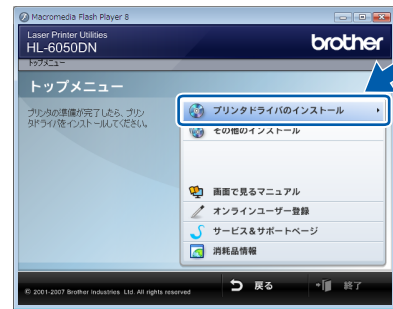 Macromedia Flash Player 8
Laser Printer Utilities
HL-6050DN
brother
トップメニュー
トップメニュー
プリンタの準備が完了したら、プリン
タドライバをインストールしてください。
プリンタドライバのインストール
その他のインストール
画面で見るマニュアル
オンラインユーザー登録
サービス&サポートページ
消耗品情報
© 2001-2007 Brother Industries Ltd. All rights reserved
戻る
終了